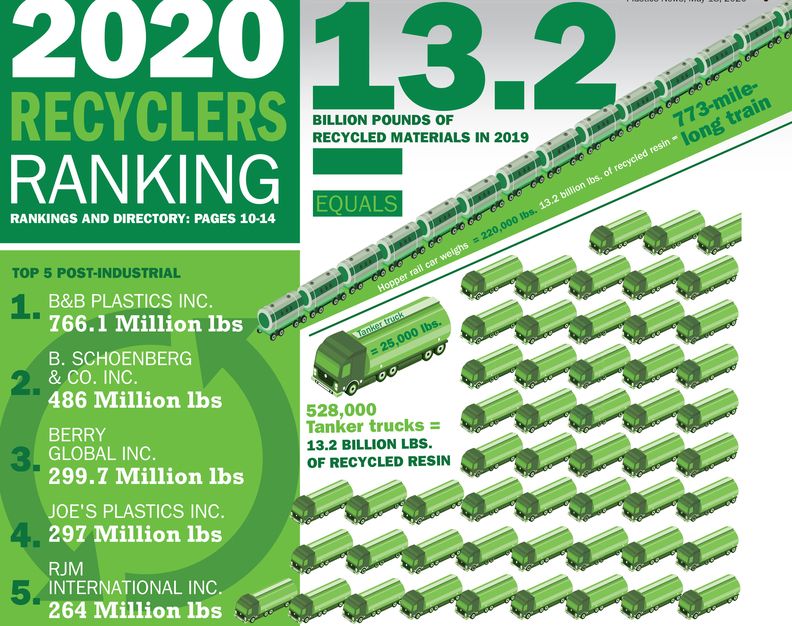 Plastics News, May 18, 2020
2020
RECYCLERS
RANKING
RANKINGS AND DIRECTORY: PAGES 10-14
13.2
BILLION POUNDS OF
RECYCLED MATERIALS IN 2019
EQUALS
Hopper rail car weighs = 220,000 lbs. 13.2 billion lbs. of recycled resin =
773-mile-
long train
TOP 5 POST-INDUSTRIAL
1. B&B PLASTICS INC.
766.1 Million lbs
2. B. SCHOENBERG
& CO. INC.
486 Million lbs
3. BERRY
GLOBAL INC.
299.7 Million lbs
4. JOE'S PLASTICS INC.
297 Million lbs
5. RJM
INTERNATIONAL INC.
264 Million lbs
Tanker truck
= 25,000 lbs.
528,000
Tanker trucks =
13.2 BILLION LBS.
OF RECYCLED RESIN